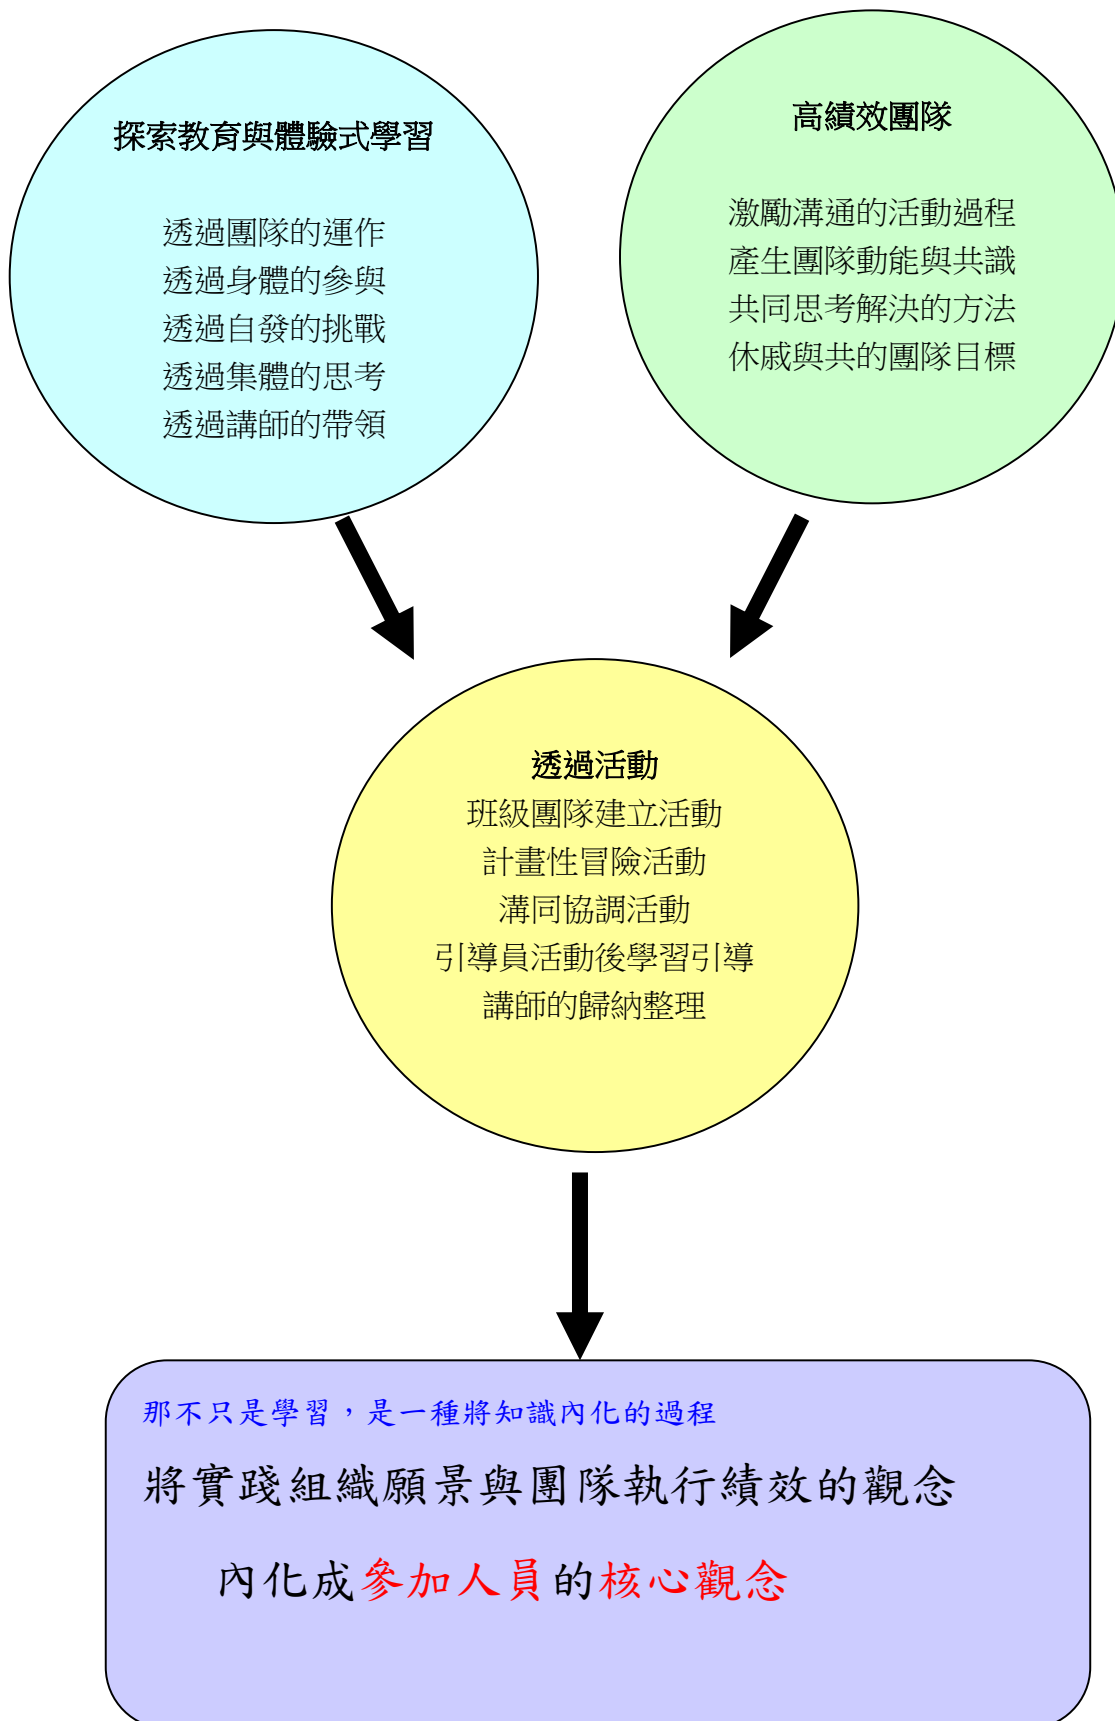 探索教育與體驗式學習
透過團隊的運作
透過身體的參與
透過自發的挑戰
透過集體的思考
透過講師的帶領
高績效團隊
激勵溝通的活動過程
產生團隊動能與共識
共同思考解決的方法
休戚與共的團隊目標
透過活動
班級團隊建立活動
計畫性冒險活動
溝同協調活動
引導員活動後學習引導
講師的歸納整理
那不只是學習，是一種將知識內化的過程
將實踐組織願景與團隊執行績效的觀念
內化成參加人員的核心觀念